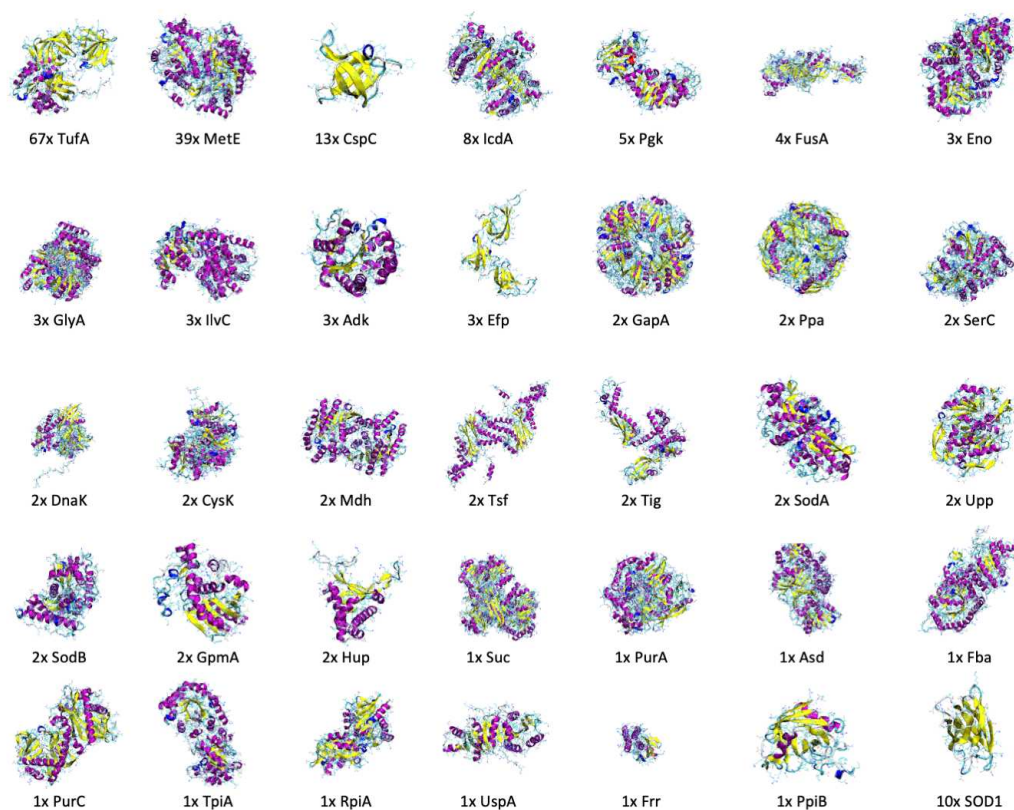 67x TufA 39x MetE 13x CspC 8x IcdA 5x Pgk 4x FusA 3x Eno
3x GlyA 3x IlvC 3x Adk 3x Efp 2x GapA 2x Ppa 2x SerC
2x DnaK 2x CysK 2x Mdh 2x Tsf 2x Tig 2x SodA 2x Upp
2x SodB 2x GpmA 2x Hup 1x Suc 1x PurA 1x Asd 1x Fba
1x PurC 1x TpiA 1x RpiA 1x UspA 1x Frr 1x PpiB 10x SOD1